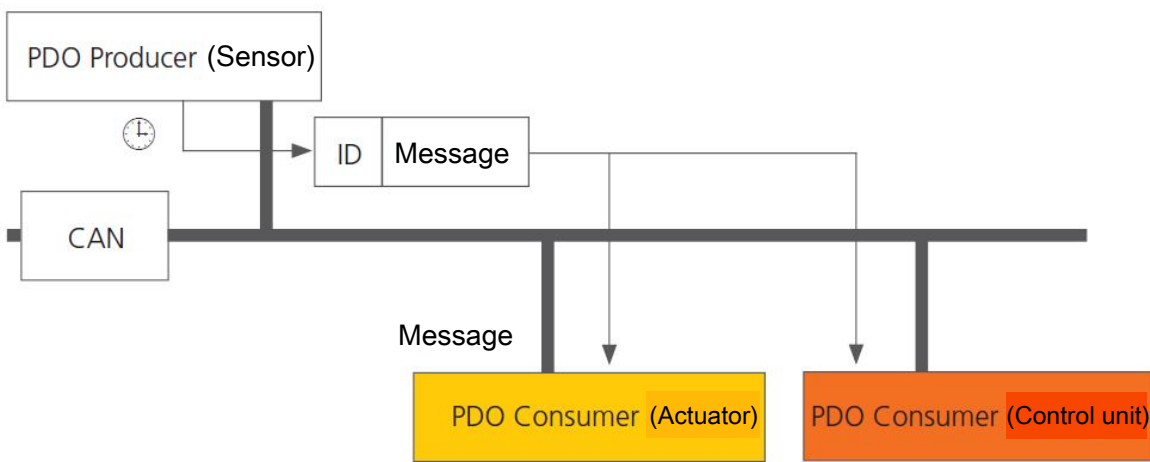 PDO Producer (Sensor)
ID Message
CAN
Message
PDO Consumer (Actuator)
PDO Consumer (Control unit)